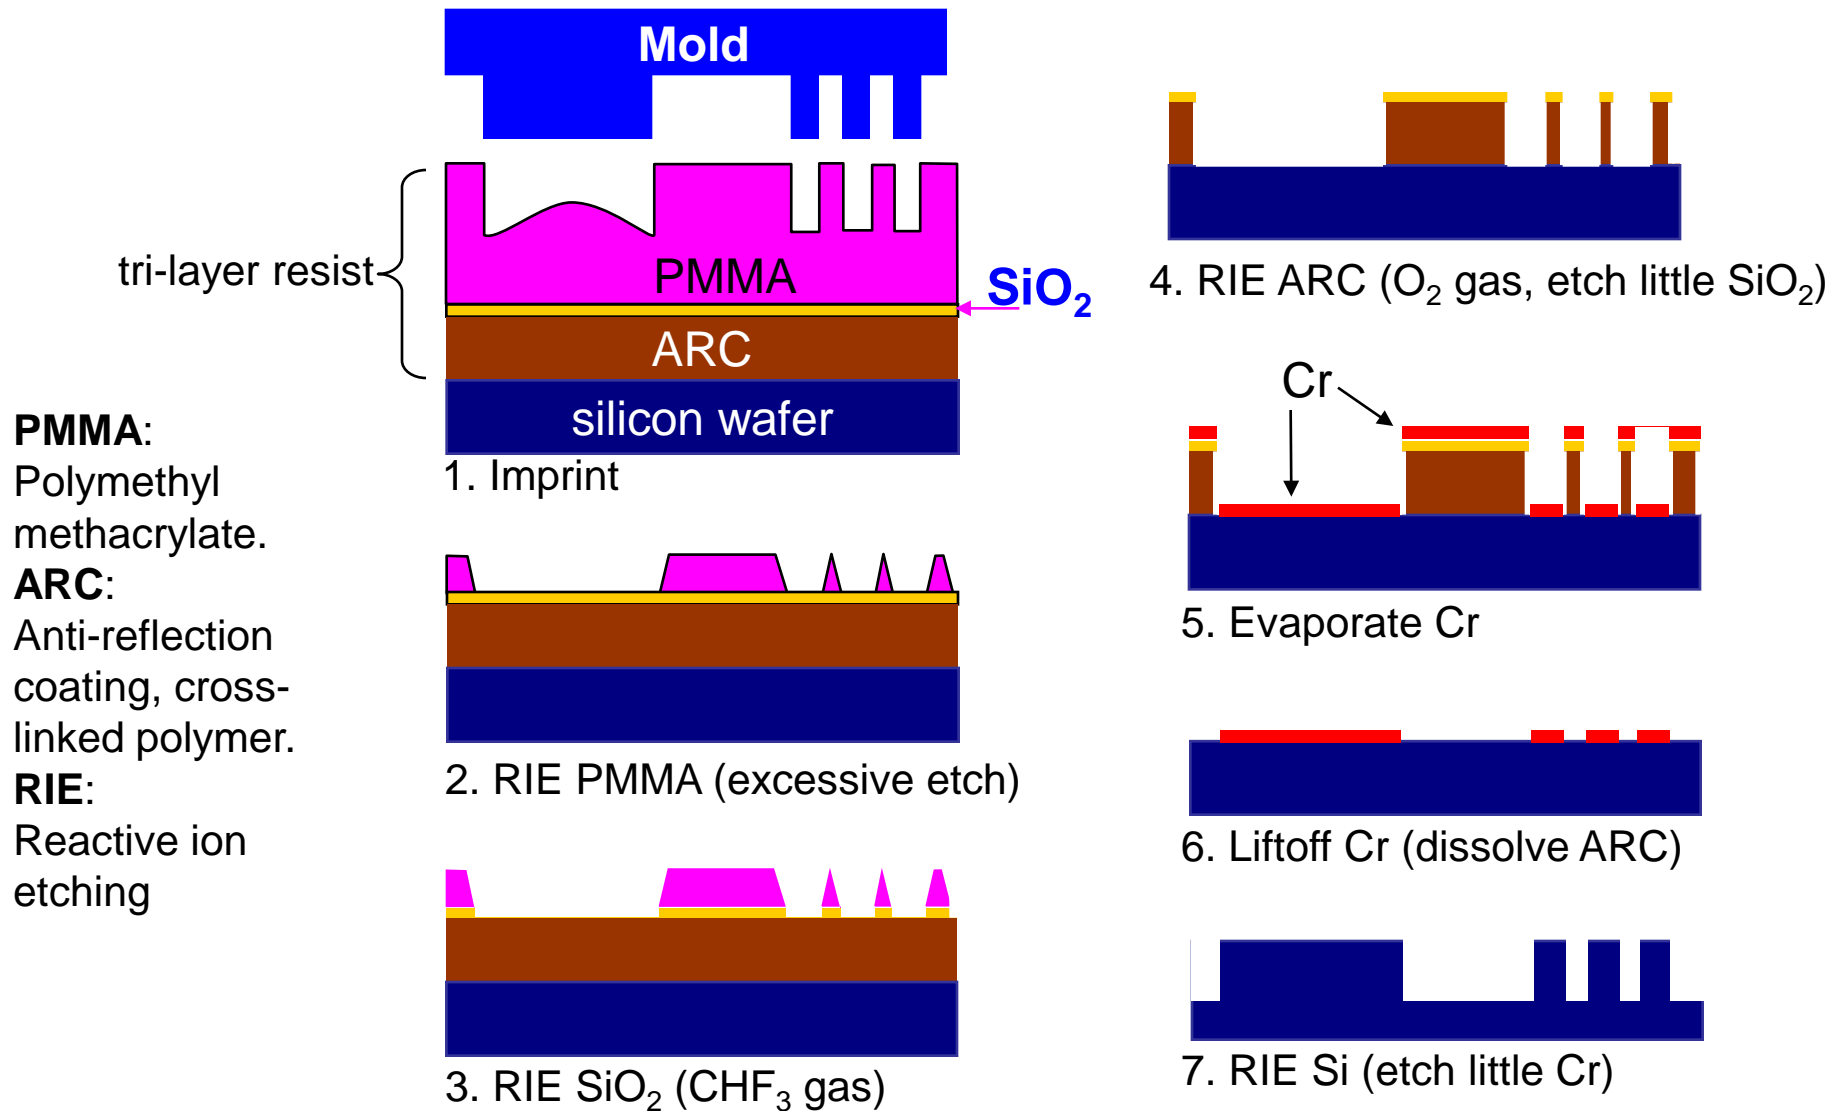 Mold
tri-layer resist
PMMA
SiO₂
ARC
silicon wafer
1. Imprint
PMMA:
Polymethyl
methacrylate.
ARC:
Anti-reflection
coating, cross-
linked polymer.
RIE:
Reactive ion
etching
2. RIE PMMA (excessive etch)
3. RIE SiO₂ (CHF₃ gas)
4. RIE ARC (O₂ gas, etch little SiO₂)
Cr
5. Evaporate Cr
6. Liftoff Cr (dissolve ARC)
7. RIE Si (etch little Cr)